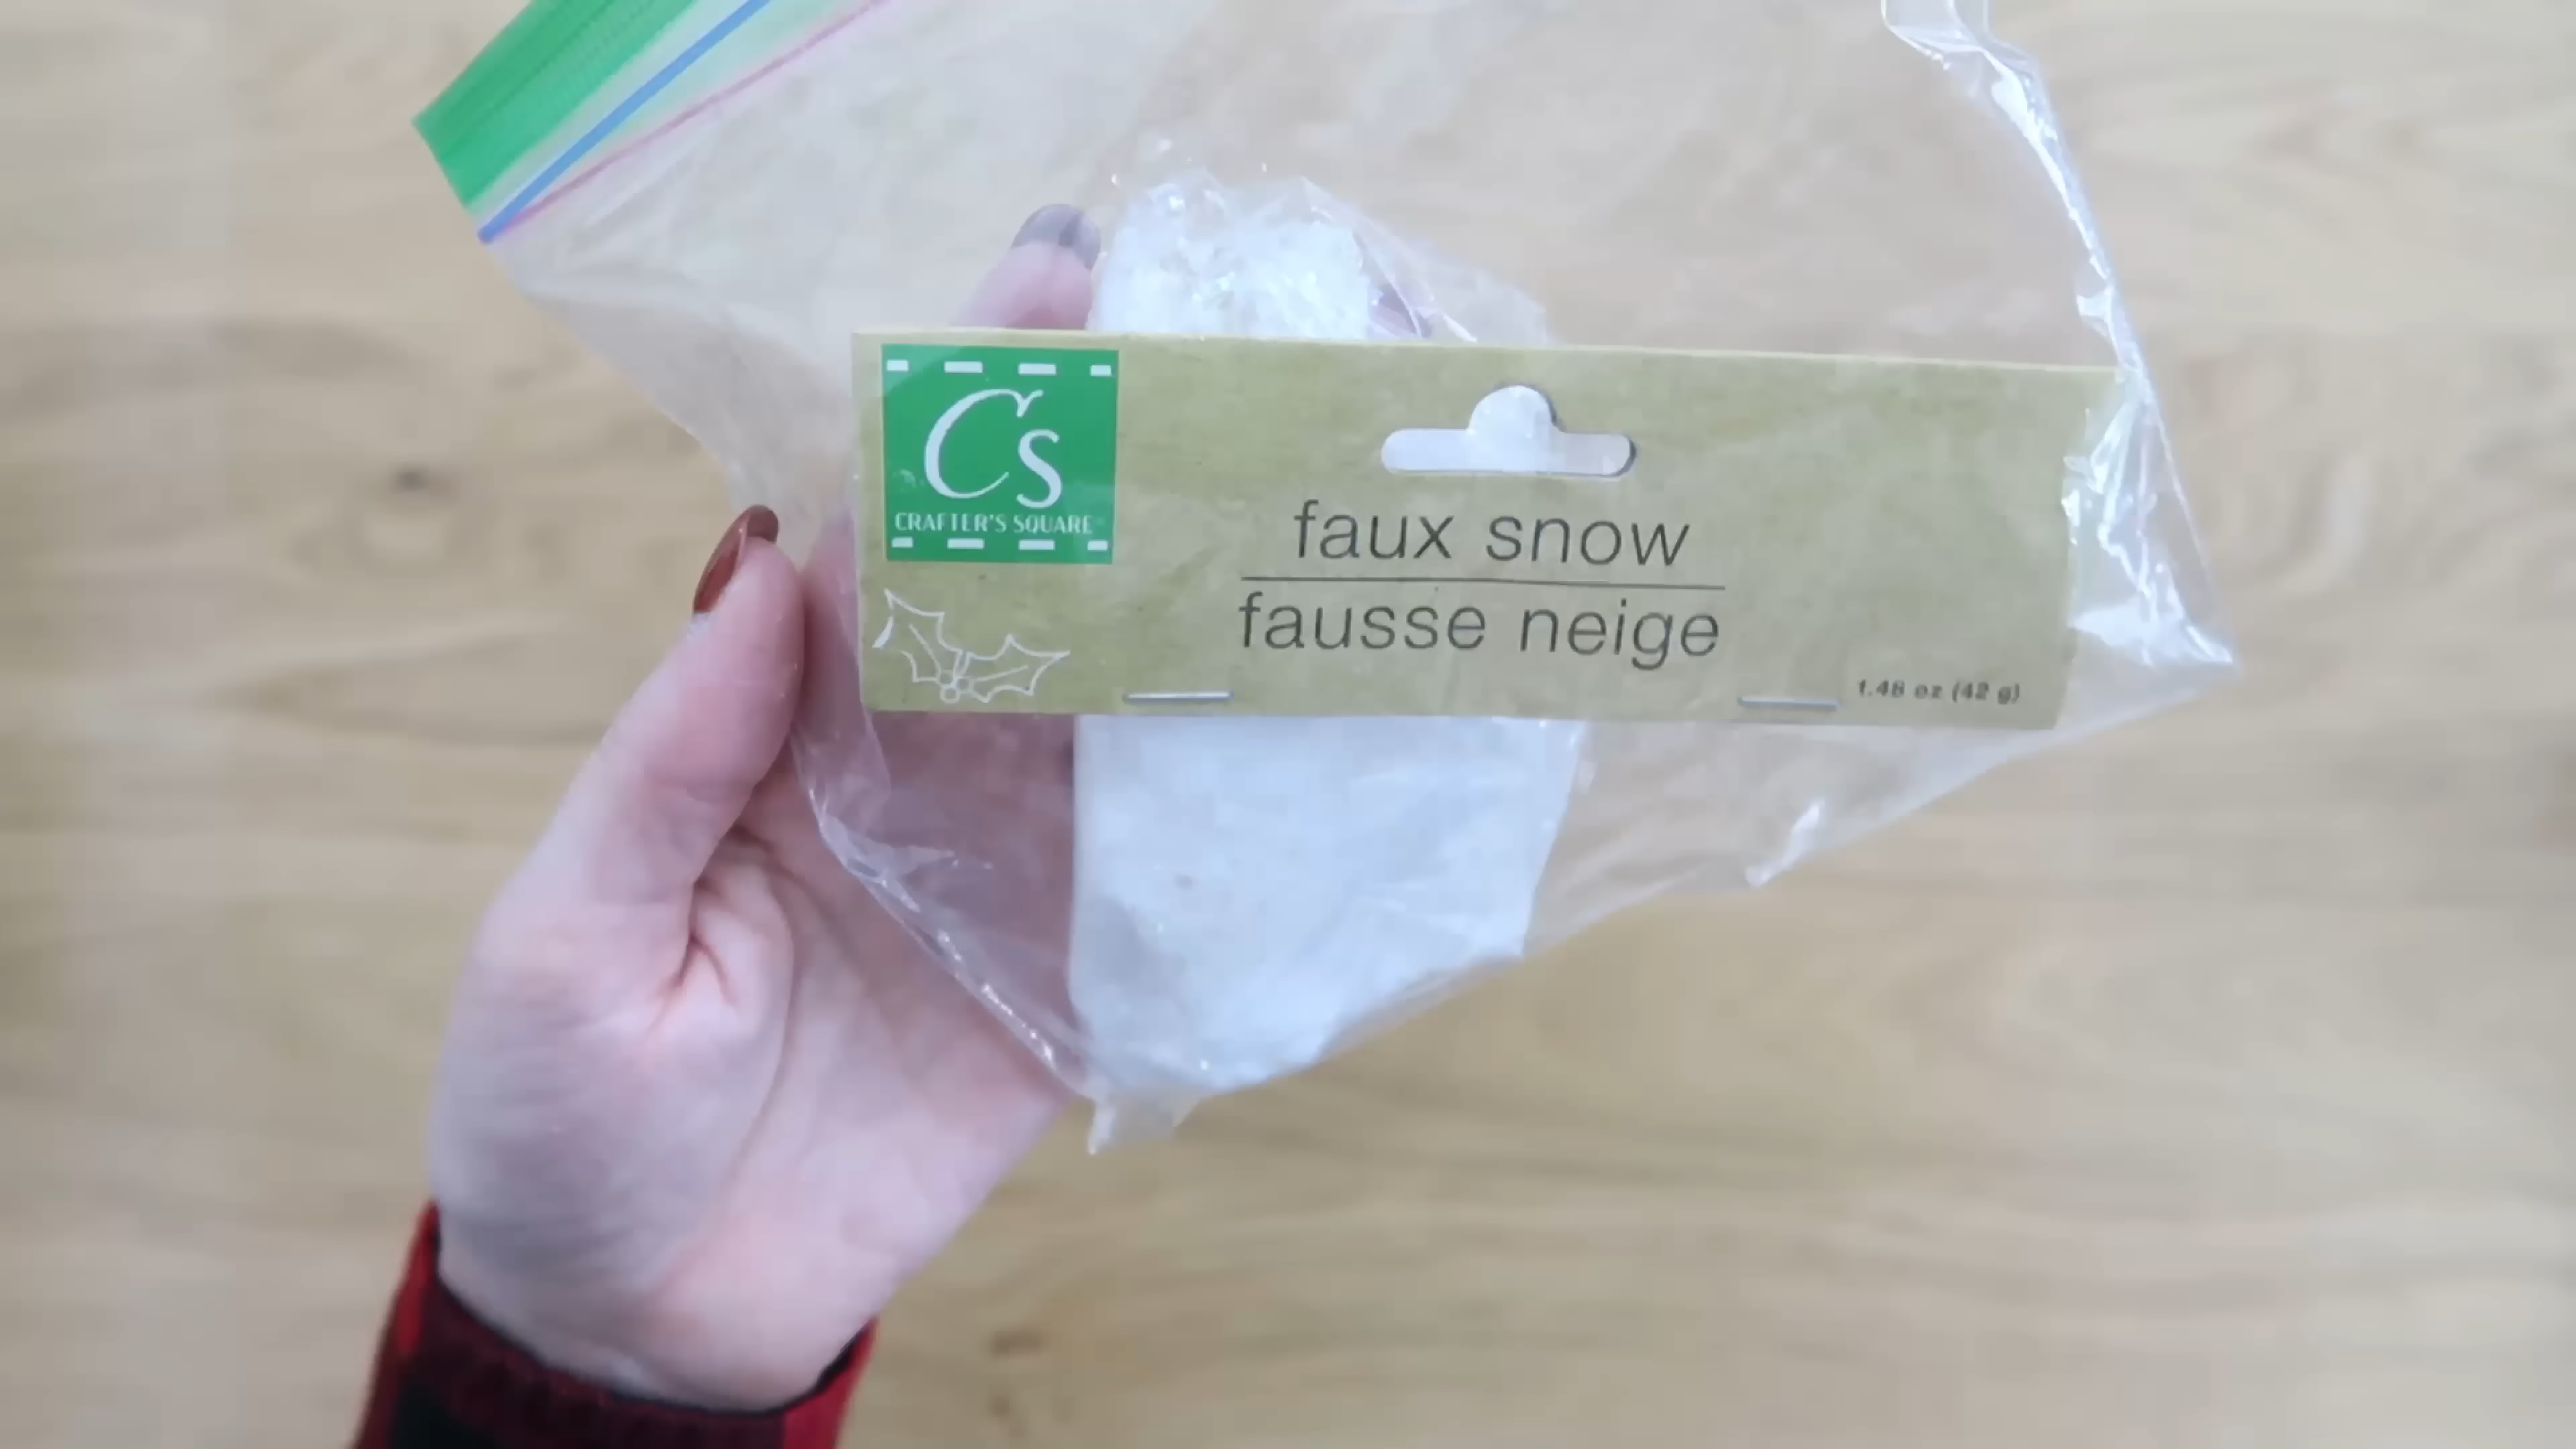 Cs
CRAFTER'S SQUARE
faux snow
fausse neige
1.48 oz (42 g)